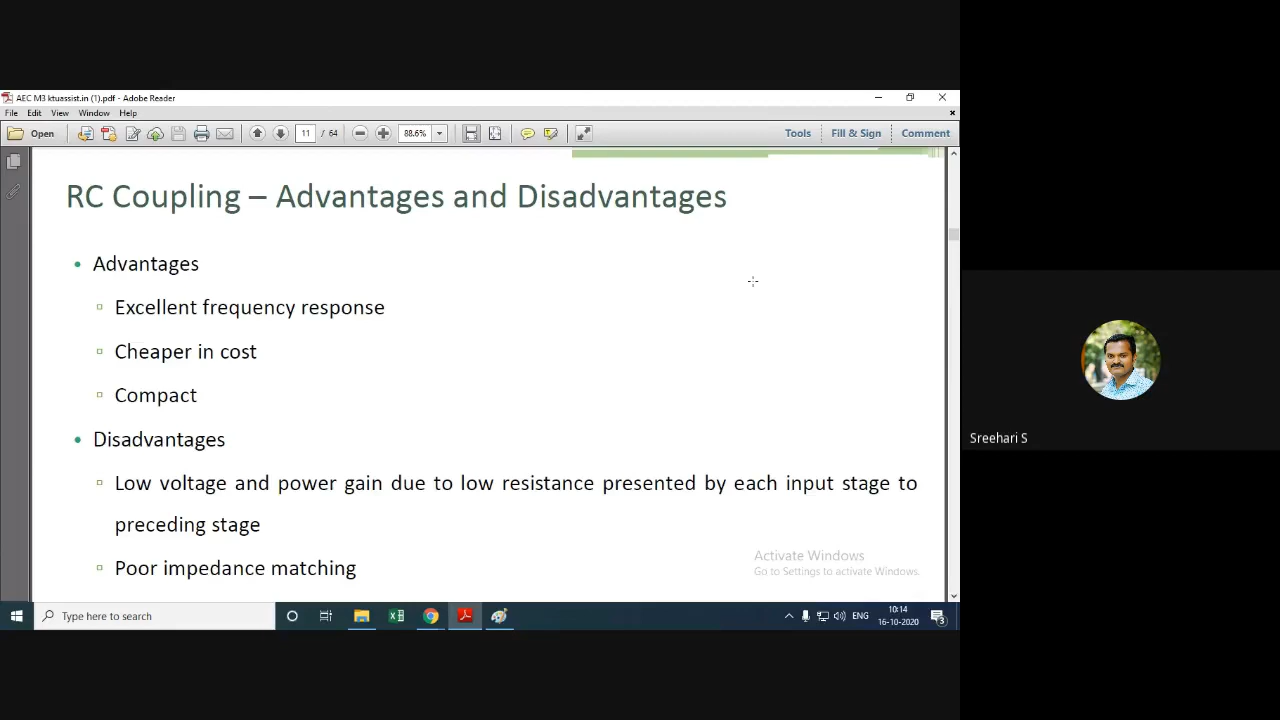 AEC M3 ktuassist.in (1).pdf - Adobe Reader
File Edit View Window Help
Open 11 / 64 88.6% Tools Fill & Sign Comment
RC Coupling – Advantages and Disadvantages
• Advantages
Excellent frequency response
Cheaper in cost
Compact
• Disadvantages
Low voltage and power gain due to low resistance presented by each input stage to
preceding stage
Poor impedance matching
Activate Windows
Go to Settings to activate Windows.
Sreehari S
Type here to search
ENG
10:14
16-10-2020
3